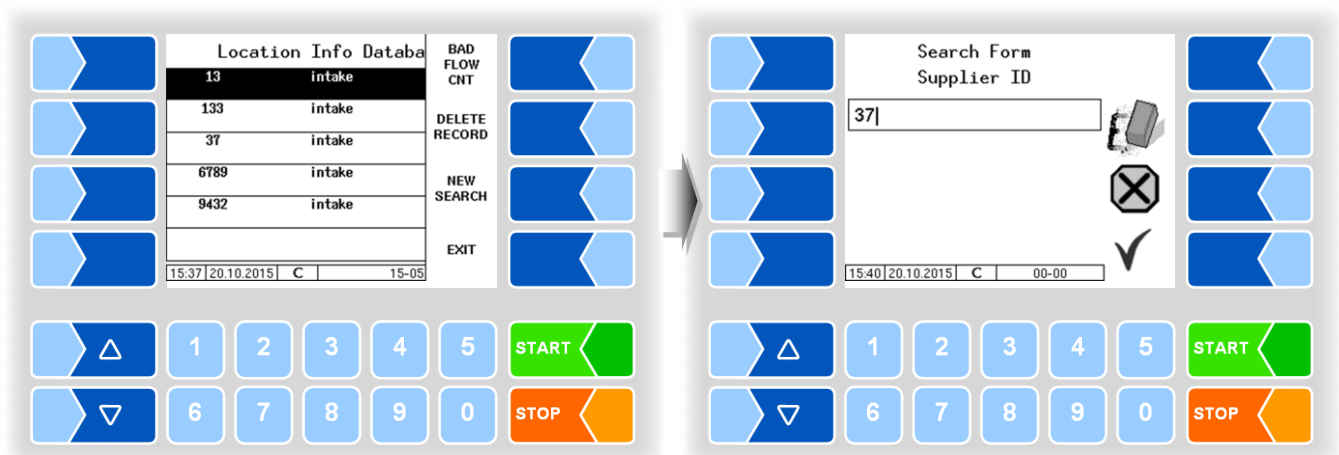 Location Info Databa
BAD
FLOW
CNT
13 intake
133 intake
DELETE
RECORD
37 intake
6789 intake
NEW
SEARCH
9432 intake
EXIT
15:37 20.10.2015 C 15-05
1 2 3 4 5 START
6 7 8 9 0 STOP
Search Form
Supplier ID
37
15:40 20.10.2015 C 00-00
1 2 3 4 5 START
6 7 8 9 0 STOP